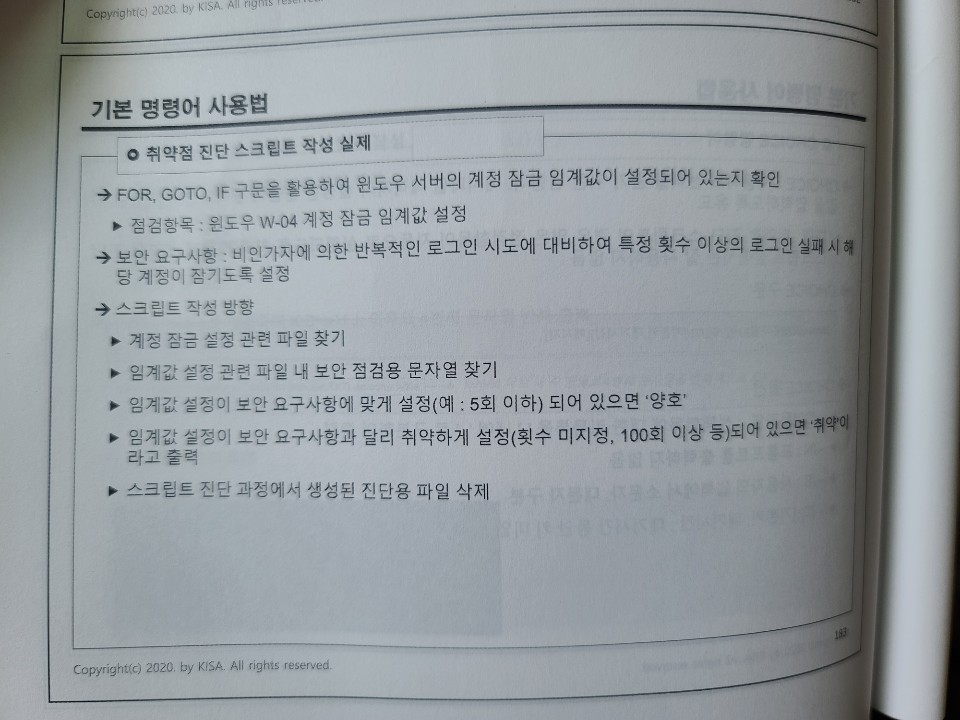 Copyright(c) 2020. by KISA. All rights reserved.
기본 명령어 사용법
취약점 진단 스크립트 작성 실제
→ FOR, GOTO, IF 구문을 활용하여 윈도우 서버의 계정 잠금 임계값이 설정되어 있는지 확인
▶ 점검항목 : 윈도우 W-04 계정 잠금 임계값 설정
→ 보안 요구사항 : 비인가자에 의한 반복적인 로그인 시도에 대비하여 특정 횟수 이상의 로그인 실패 시 해
당 계정이 잠기도록 설정
→ 스크립트 작성 방향
▶ 계정 잠금 설정 관련 파일 찾기
▶ 임계값 설정 관련 파일 내 보안 점검용 문자열 찾기
▶ 임계값 설정이 보안 요구사항에 맞게 설정(예 : 5회 이하) 되어 있으면 '양호'
▶ 임계값 설정이 보안 요구사항과 달리 취약하게 설정(횟수 미지정, 100회 이상 등)되어 있으면 '취약'이
라고 출력
▶ 스크립트 진단 과정에서 생성된 진단용 파일 삭제
183
Copyright(c) 2020. by KISA. All rights reserved.